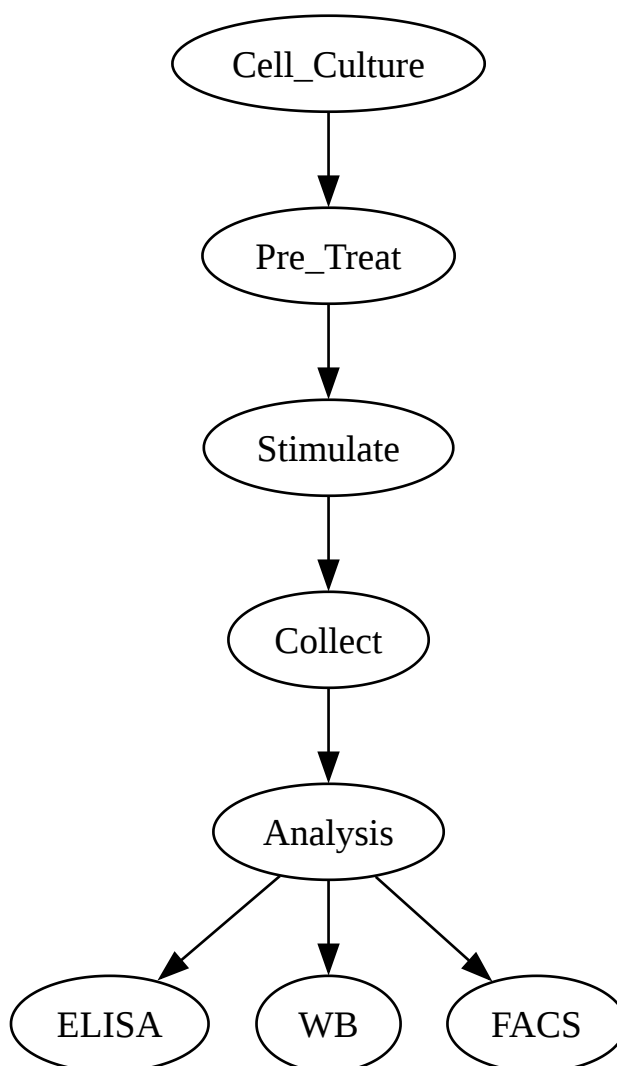 Cell_Culture
Pre_Treat
Stimulate
Collect
Analysis
ELISA
WB
FACS